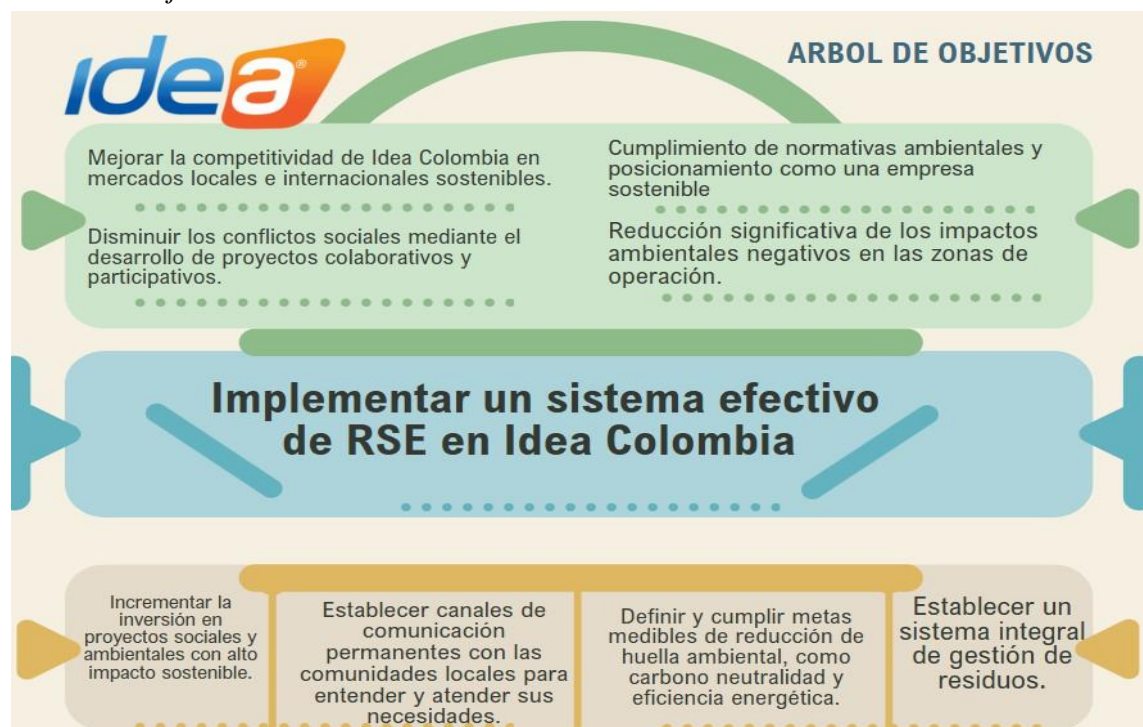 idea®
ARBOL DE OBJETIVOS
Mejorar la competitividad de Idea Colombia en
mercados locales e internacionales sostenibles.
Disminuir los conflictos sociales mediante el
desarrollo de proyectos colaborativos y
participativos.
Cumplimiento de normativas ambientales y
posicionamiento como una empresa
sostenible
Reducción significativa de los impactos
ambientales negativos en las zonas de
operación.
Implementar un sistema efectivo
de RSE en Idea Colombia
Incrementar la
inversión en
proyectos sociales y
ambientales con alto
impacto sostenible.
Establecer canales de
comunicación
permanentes con las
comunidades locales para
entender y atender sus
necesidades.
Definir y cumplir metas
medibles de reducción de
huella ambiental, como
carbono neutralidad y
eficiencia energética.
Establecer un
sistema integral
de gestión de
residuos.